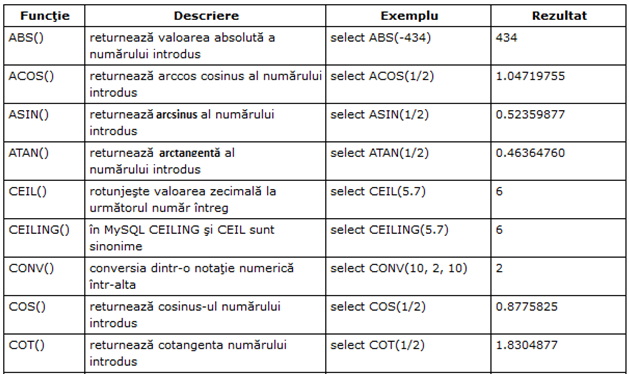 Funcţie Descriere Exemplu Rezultat
ABS() returnează valoarea absolută a select ABS(-434) 434
numărului introdus
ACOS() returnează arccos cosinus al numărului select ACOS(1/2) 1.04719755
introdus
ASIN() returnează arcsinus al numărului select ASIN(1/2) 0.52359877
introdus
ATAN() returnează arctangentă al select ATAN(1/2) 0.46364760
numărului introdus
CEIL() rotunjeşte valoarea zecimală la select CEIL(5.7) 6
următorul număr întreg
CEILING() în MySQL CEILING şi CEIL sunt select CEILING(5.7) 6
sinonime
CONV() conversia dintr-o notaţie numerică select CONV(10, 2, 10) 2
într-alta
COS() returnează cosinus-ul numărului select COS(1/2) 0.8775825
introdus
COT() returnează cotangenta numărului select COT(1/2) 1.8304877
introdus